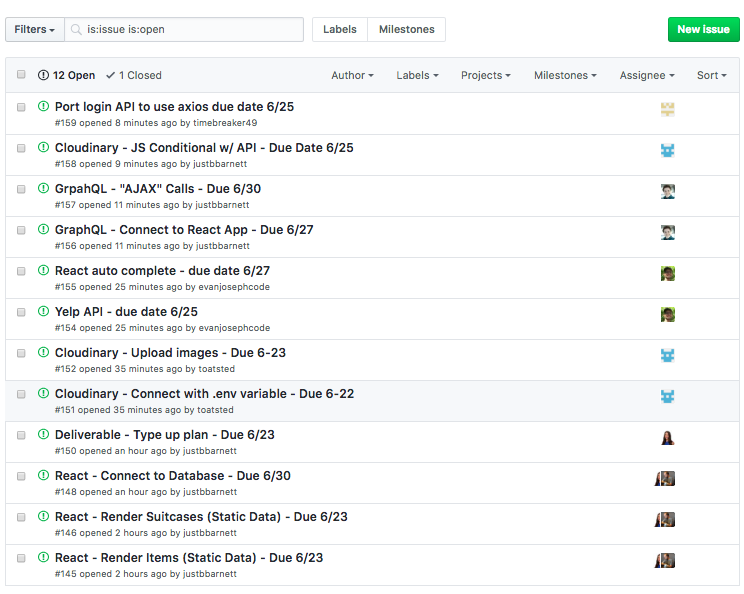 Filters
is:issue is:open
Labels
Milestones
New issue
12 Open
1 Closed
Author
Labels
Projects
Milestones
Assignee
Sort
Port login API to use axios due date 6/25
#159 opened 8 minutes ago by timebreaker49
Cloudinary - JS Conditional w/ API - Due Date 6/25
#158 opened 9 minutes ago by justbbarnett
GrpahQL - "AJAX" Calls - Due 6/30
#157 opened 11 minutes ago by justbbarnett
GraphQL - Connect to React App - Due 6/27
#156 opened 11 minutes ago by justbbarnett
React auto complete - due date 6/27
#155 opened 25 minutes ago by evanjosephcode
Yelp API - due date 6/25
#154 opened 25 minutes ago by evanjosephcode
Cloudinary - Upload images - Due 6-23
#152 opened 35 minutes ago by toatsted
Cloudinary - Connect with .env variable - Due 6-22
#151 opened 35 minutes ago by toatsted
Deliverable - Type up plan - Due 6/23
#150 opened an hour ago by justbbarnett
React - Connect to Database - Due 6/30
#148 opened an hour ago by justbbarnett
React - Render Suitcases (Static Data) - Due 6/23
#146 opened 2 hours ago by justbbarnett
React - Render Items (Static Data) - Due 6/23
#145 opened 2 hours ago by justbbarnett